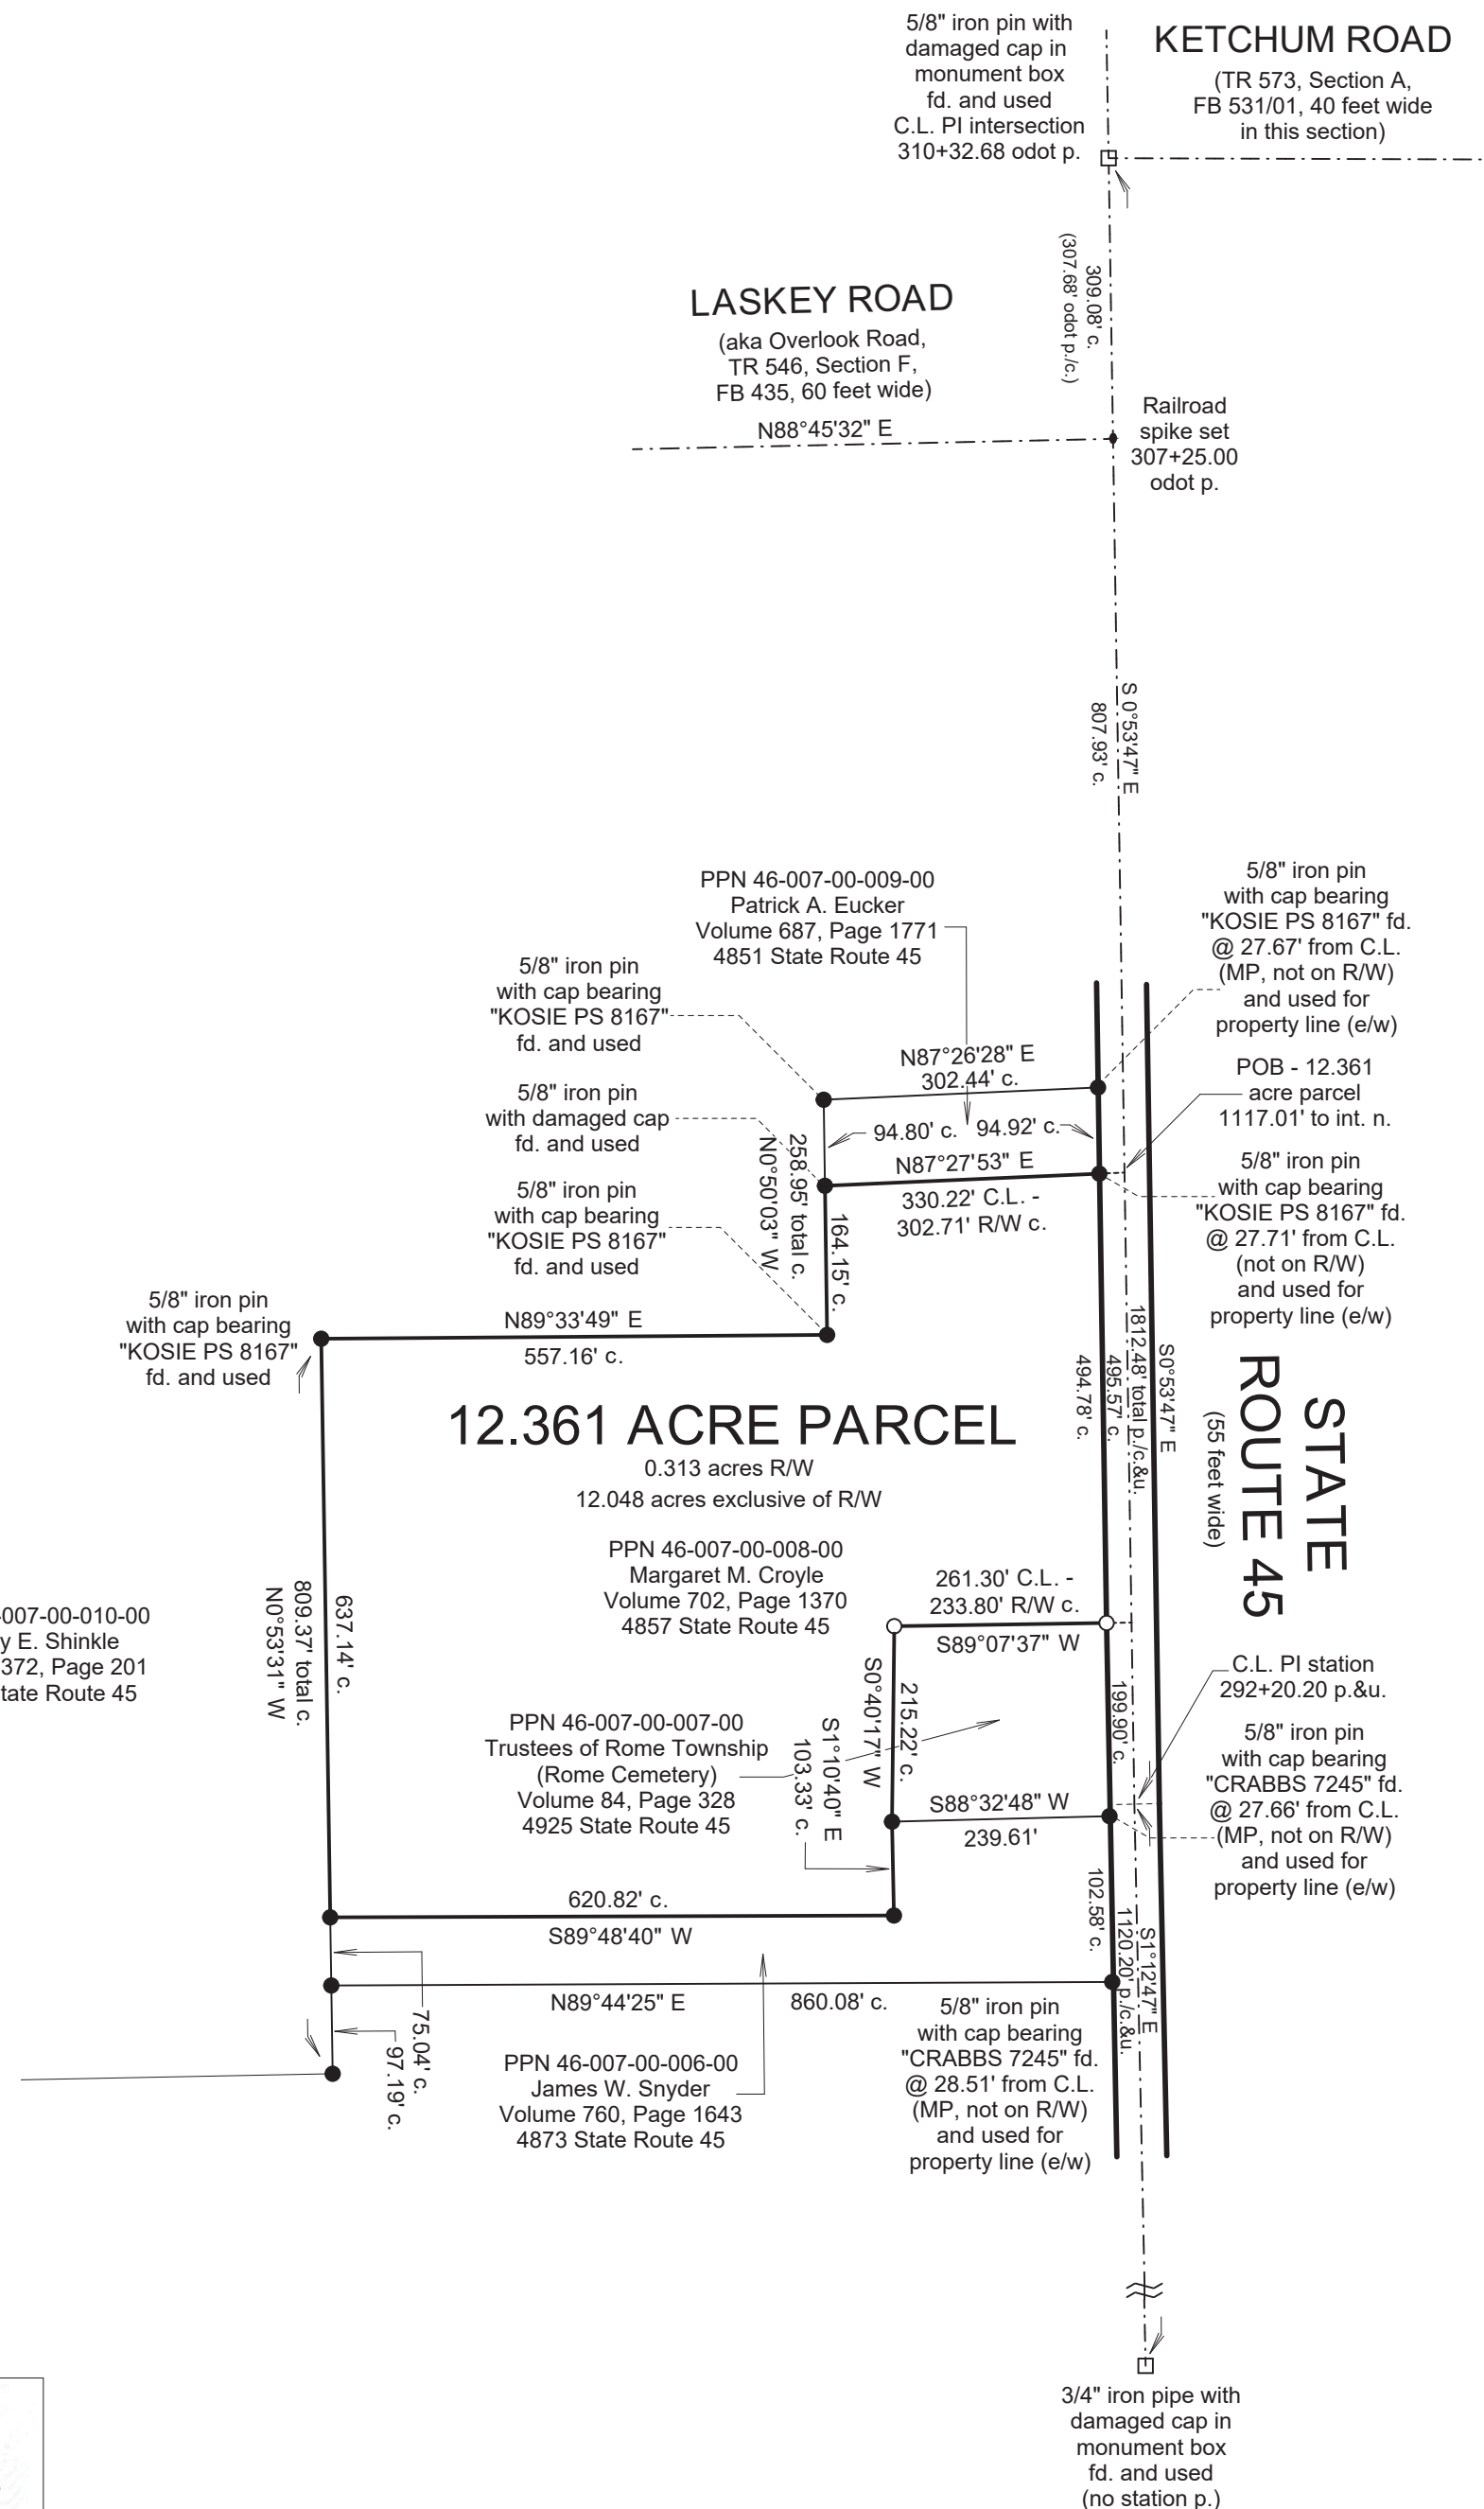 5/8" iron pin with
damaged cap in
monument box
fd. and used
C.L. PI intersection
310+32.68 odot p.
KETCHUM ROAD
(TR 573, Section A,
FB 531/01, 40 feet wide
in this section)
309.08' c.
(307.68' odot p./c.)
LASKEY ROAD
(aka Overlook Road,
TR 546, Section F,
FB 435, 60 feet wide)
N88°45'32" E
Railroad
spike set
307+25.00
odot p.
S 0°53'47" E
807.93' c.
PPN 46-007-00-009-00
Patrick A. Eucker
Volume 687, Page 1771
4851 State Route 45
5/8" iron pin
with cap bearing
"KOSIE PS 8167" fd.
@ 27.67' from C.L.
(MP, not on R/W)
and used for
property line (e/w)
5/8" iron pin
with cap bearing
"KOSIE PS 8167"
fd. and used
N87°26'28" E
302.44' c.
POB - 12.361
acre parcel
1117.01' to int. n.
5/8" iron pin
with damaged cap
fd. and used
94.80' c.
94.92' c.
258.95' total c.
N0°50'03" W
N87°27'53" E
330.22' C.L. -
302.71' R/W c.
5/8" iron pin
with cap bearing
"KOSIE PS 8167" fd.
@ 27.71' from C.L.
(not on R/W)
and used for
property line (e/w)
5/8" iron pin
with cap bearing
"KOSIE PS 8167"
fd. and used
164.15' c.
5/8" iron pin
with cap bearing
"KOSIE PS 8167"
fd. and used
N89°33'49" E
557.16' c.
S0°53'47" E
1812.48' total p./c.&u.
495.57' c.
494.78' c.
STATE
ROUTE 45
(55 feet wide)
12.361 ACRE PARCEL
0.313 acres R/W
12.048 acres exclusive of R/W
PPN 46-007-00-008-00
Margaret M. Croyle
Volume 702, Page 1370
4857 State Route 45
261.30' C.L. -
233.80' R/W c.
S89°07'37" W
637.14' c.
809.37' total c.
N0°53'31" W
-007-00-010-00
y E. Shinkle
372, Page 201
tate Route 45
C.L. PI station
292+20.20 p.&u.
215.22' c.
S0°40'17" W
199.90' c.
PPN 46-007-00-007-00
Trustees of Rome Township
(Rome Cemetery)
Volume 84, Page 328
4925 State Route 45
S1°10'40" E
103.33' c.
5/8" iron pin
with cap bearing
"CRABBS 7245" fd.
@ 27.66' from C.L.
(MP, not on R/W)
and used for
property line (e/w)
S88°32'48" W
239.61'
620.82' c.
S89°48'40" W
102.58' c.
S1°12'47" E
1120.20' p./c.&u.
N89°44'25" E
860.08' c.
75.04' c.
97.19' c.
5/8" iron pin
with cap bearing
"CRABBS 7245" fd.
@ 28.51' from C.L.
(MP, not on R/W)
and used for
property line (e/w)
PPN 46-007-00-006-00
James W. Snyder
Volume 760, Page 1643
4873 State Route 45
3/4" iron pipe with
damaged cap in
monument box
fd. and used
(no station p.)